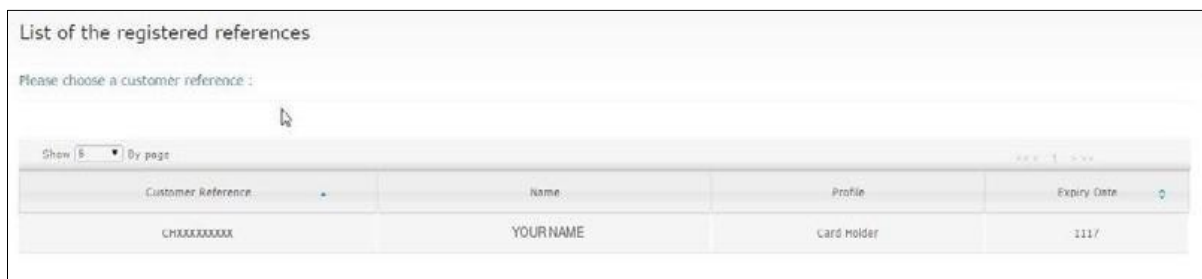 List of the registered references
Please choose a customer reference :
Show 5 By page
<<< 1 >>>
Customer Reference Name Profile Expiry Date
CHXXXXXXXXX YOUR NAME Card Holder 1117